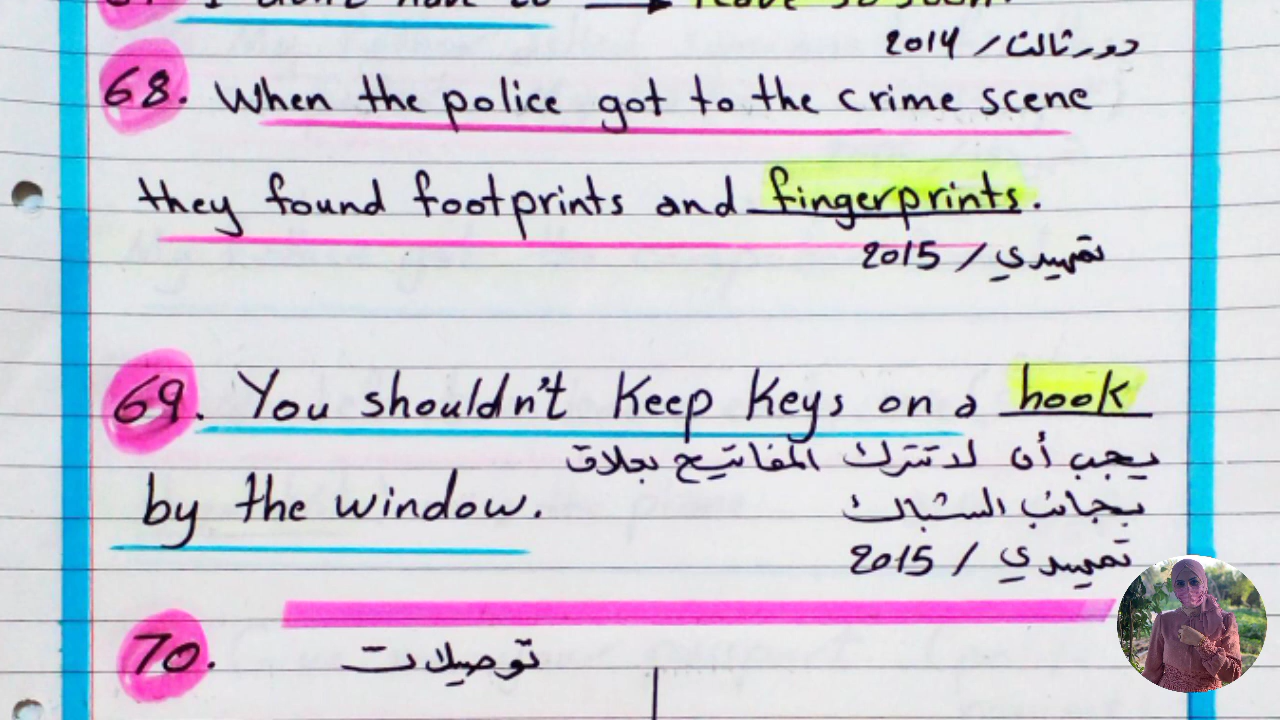 دور ثالث / 2014
68. When the police got to the crime scene
they found footprints and fingerprints.
تمهيدي / 2015
69. You shouldn't keep keys on a hook
يجب أن لا تترك المفاتيح بعلاق
by the window.
بجانب الشباك
تمهيدي / 2015
70. توصيلات